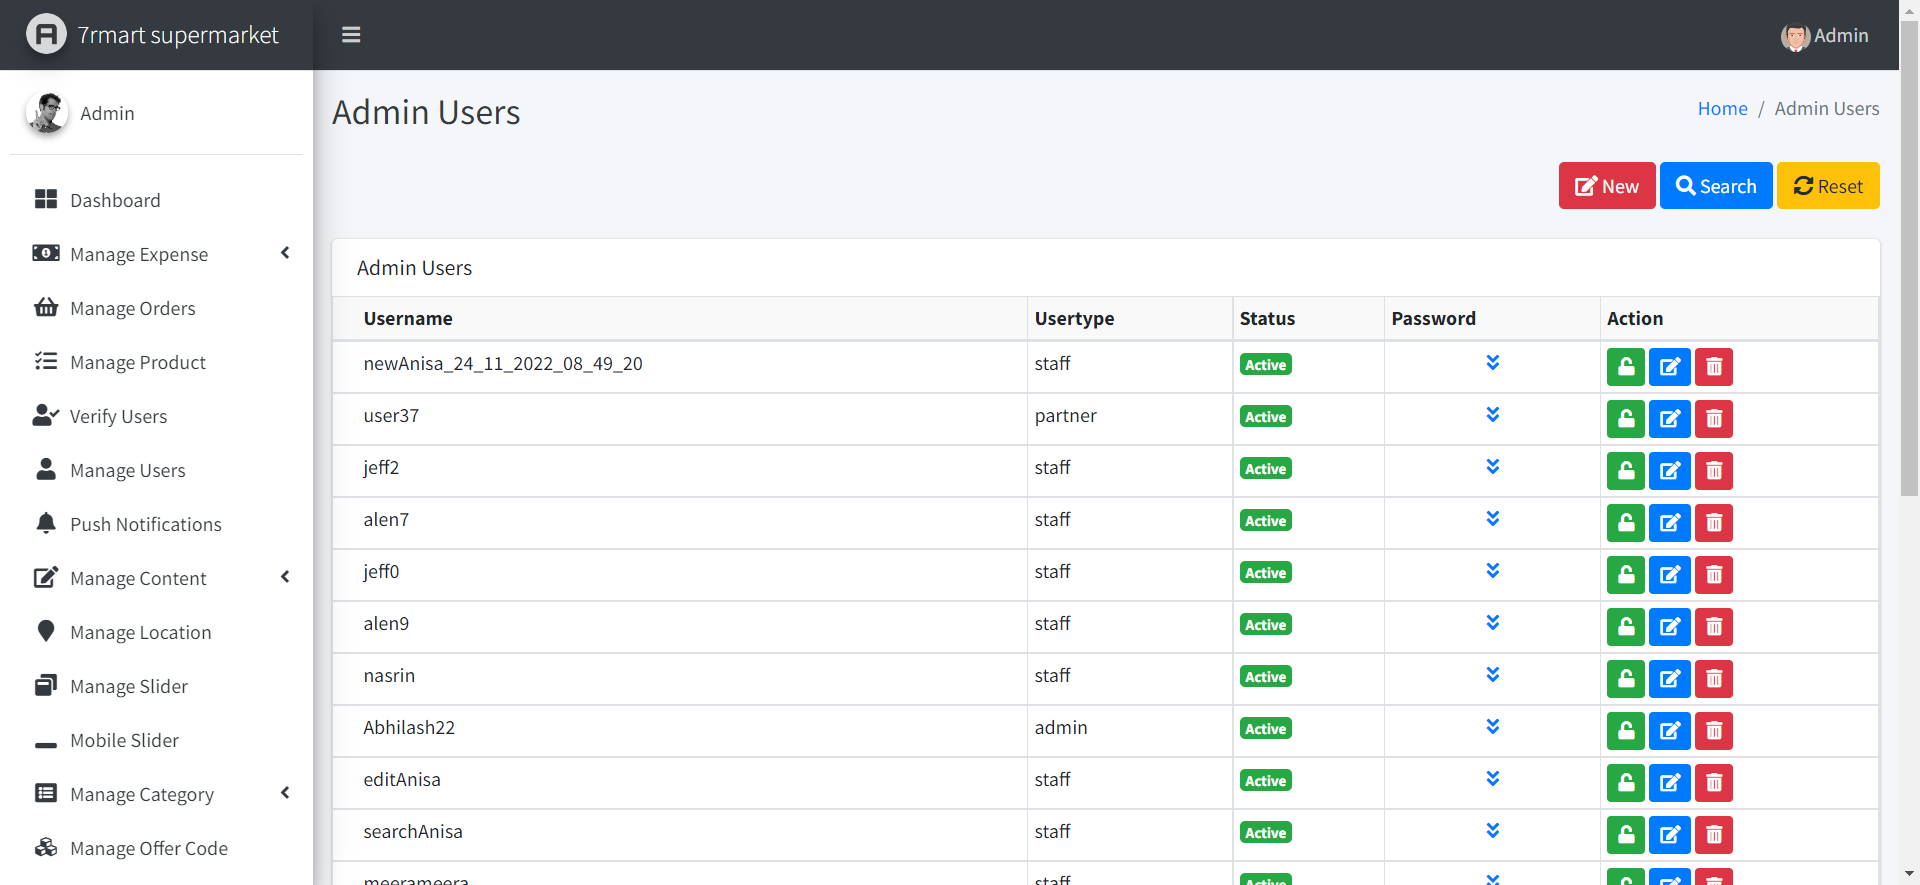 7rmart supermarket
Admin
Admin
Dashboard
Manage Expense
Manage Orders
Manage Product
Verify Users
Manage Users
Push Notifications
Manage Content
Manage Location
Manage Slider
Mobile Slider
Manage Category
Manage Offer Code
Admin Users
Home / Admin Users
New Search Reset
Admin Users
Username Usertype Status Password Action
newAnisa_24_11_2022_08_49_20 staff Active
user37 partner Active
jeff2 staff Active
alen7 staff Active
jeff0 staff Active
alen9 staff Active
nasrin staff Active
Abhilash22 admin Active
editAnisa staff Active
searchAnisa staff Active
meerameera staff Active